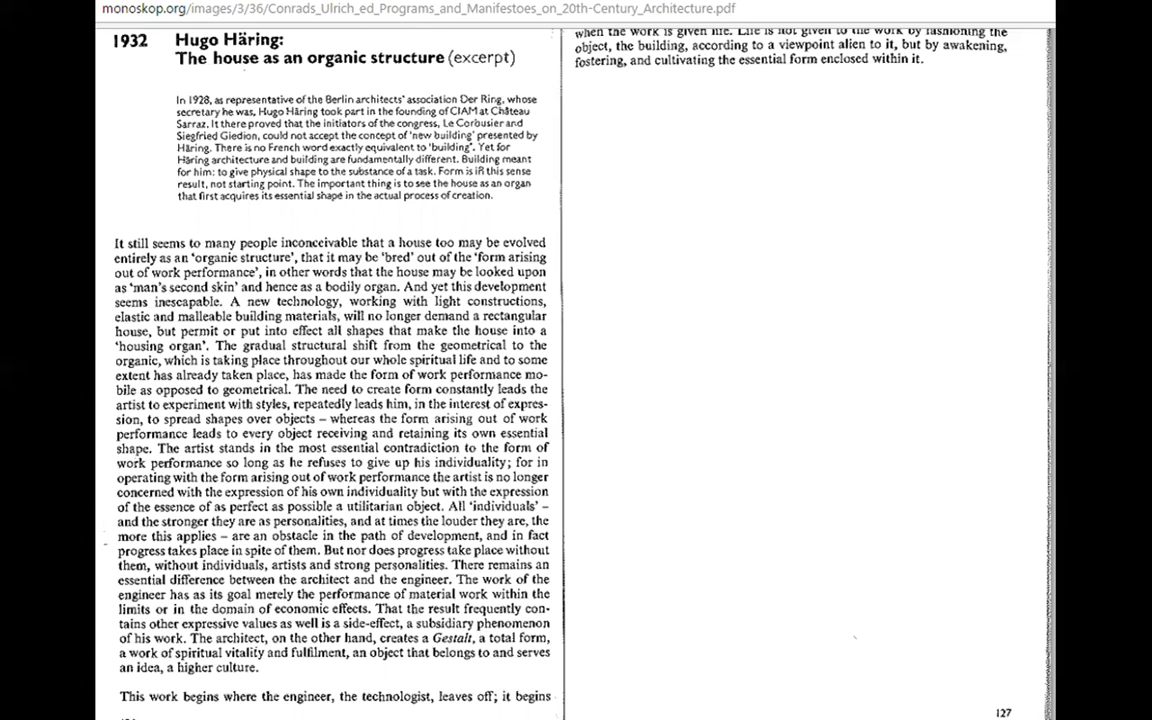 monoskop.org/images/3/36/Conrads_Ulrich_ed_Programs_and_Manifestoes_on_20th-Century_Architecture.pdf
1932 Hugo Häring:
The house as an organic structure (excerpt)
In 1928, as representative of the Berlin architects' association Der Ring, whose
secretary he was, Hugo Häring took part in the founding of CIAM at Château
Sarraz. It there proved that the initiators of the congress, Le Corbusier and
Siegfried Giedion, could not accept the concept of 'new building' presented by
Häring. There is no French word exactly equivalent to 'building'. Yet for
Häring architecture and building are fundamentally different. Building meant
for him: to give physical shape to the substance of a task. Form is in this sense
result, not starting point. The important thing is to see the house as an organ
that first acquires its essential shape in the actual process of creation.
It still seems to many people inconceivable that a house too may be evolved
entirely as an 'organic structure', that it may be 'bred' out of the 'form arising
out of work performance', in other words that the house may be looked upon
as 'man's second skin' and hence as a bodily organ. And yet this development
seems inescapable. A new technology, working with light constructions,
elastic and malleable building materials, will no longer demand a rectangular
house, but permit or put into effect all shapes that make the house into a
'housing organ'. The gradual structural shift from the geometrical to the
organic, which is taking place throughout our whole spiritual life and to some
extent has already taken place, has made the form of work performance mo-
bile as opposed to geometrical. The need to create form constantly leads the
artist to experiment with styles, repeatedly leads him, in the interest of expres-
sion, to spread shapes over objects – whereas the form arising out of work
performance leads to every object receiving and retaining its own essential
shape. The artist stands in the most essential contradiction to the form of
work performance so long as he refuses to give up his individuality; for in
operating with the form arising out of work performance the artist is no longer
concerned with the expression of his own individuality but with the expression
of the essence of as perfect as possible a utilitarian object. All 'individuals' –
and the stronger they are as personalities, and at times the louder they are, the
more this applies – are an obstacle in the path of development, and in fact
progress takes place in spite of them. But nor does progress take place without
them, without individuals, artists and strong personalities. There remains an
essential difference between the architect and the engineer. The work of the
engineer has as its goal merely the performance of material work within the
limits or in the domain of economic effects. That the result frequently con-
tains other expressive values as well is a side-effect, a subsidiary phenomenon
of his work. The architect, on the other hand, creates a Gestalt, a total form,
a work of spiritual vitality and fulfilment, an object that belongs to and serves
an idea, a higher culture.
This work begins where the engineer, the technologist, leaves off; it begins
when the work is given life. Life is not given to the work by fashioning the
object, the building, according to a viewpoint alien to it, but by awakening,
fostering, and cultivating the essential form enclosed within it.
127